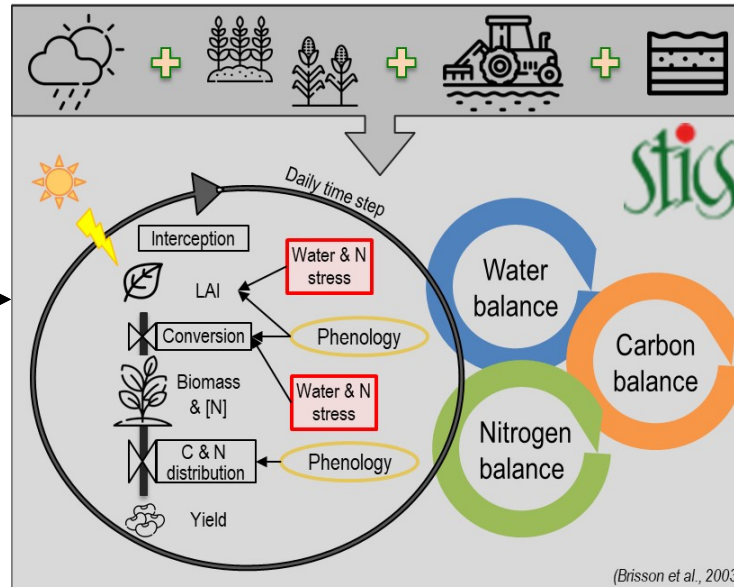 stics
Daily time step
Interception
Water & N
stress
LAI
Conversion
Phenology
Biomass
& [N]
Water & N
stress
C & N
distribution
Phenology
Yield
Water
balance
Carbon
balance
Nitrogen
balance
(Brisson et al., 2003